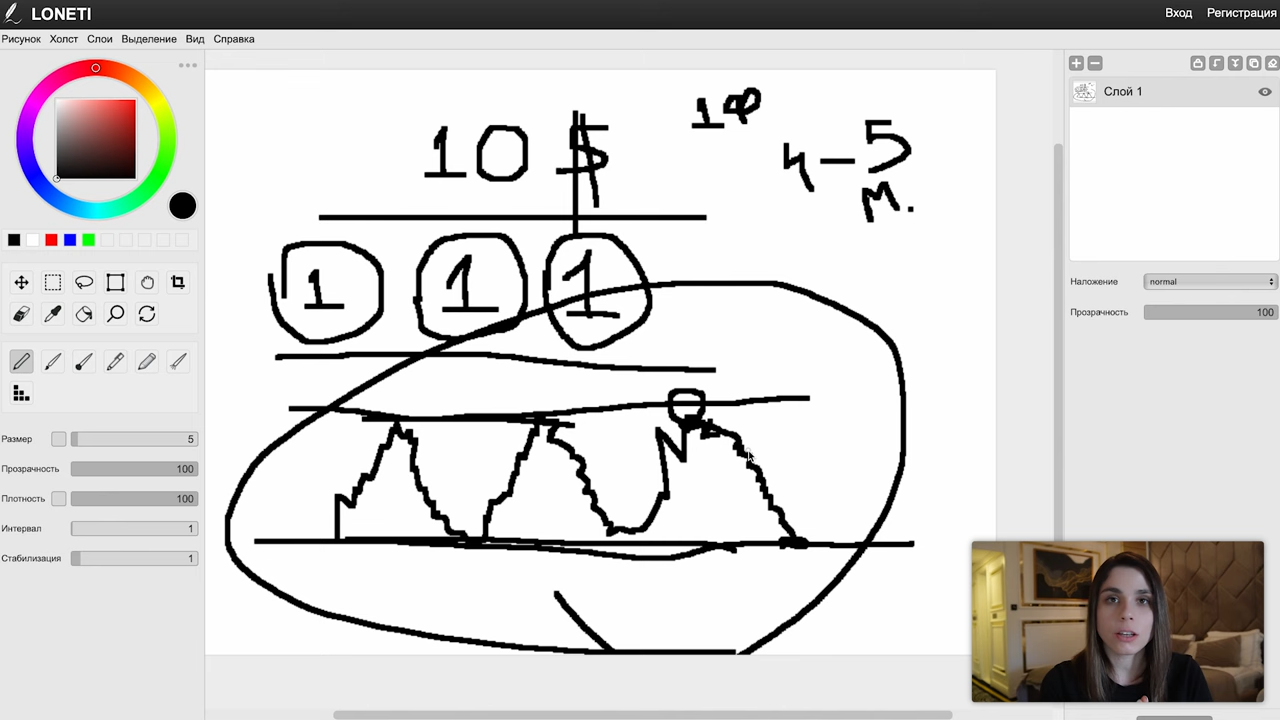 LONETI
Вход Регистрация
Рисунок Холст Слои Выделение Вид Справка
Слой 1
10 $
1ф
4-5
м.
1 1 1
Наложение normal
Прозрачность 100
Размер 5
Прозрачность 100
Плотность 100
Интервал 1
Стабилизация 1